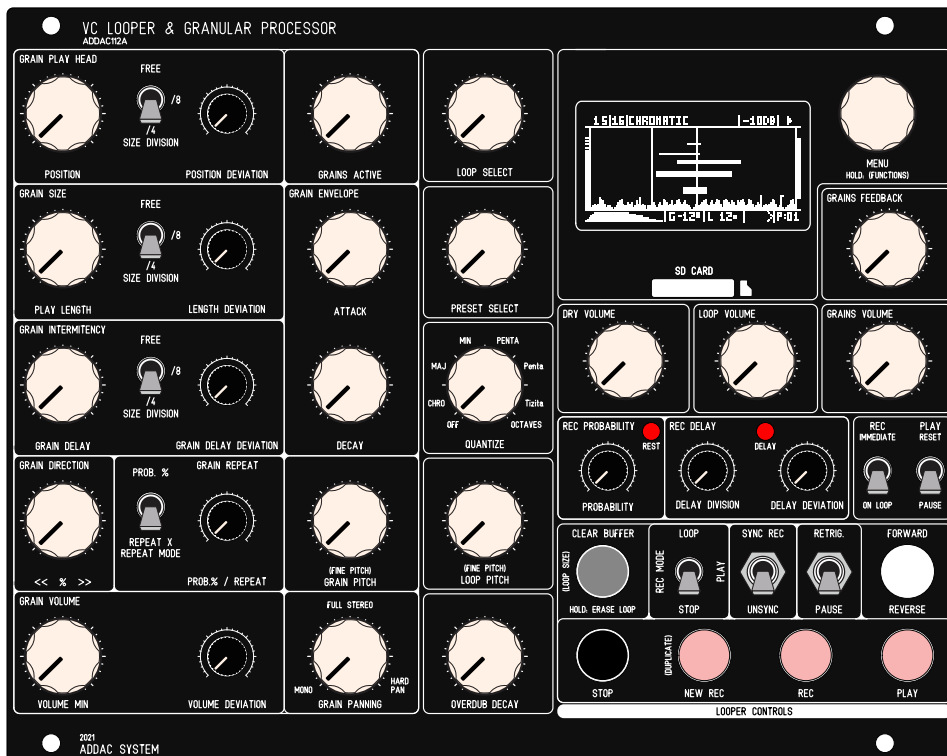 VC LOOPER & GRANULAR PROCESSOR
ADDAC112A
GRAIN PLAY HEAD
FREE
/8
/4
SIZE DIVISION
POSITION
POSITION DEVIATION
GRAINS ACTIVE
LOOP SELECT
15|16|CHROMATIC |-10DB|
G-12ª|L 12ª| P:01
MENU
HOLD: (FUNCTIONS)
GRAIN SIZE
FREE
/8
/4
SIZE DIVISION
PLAY LENGTH
LENGTH DEVIATION
GRAIN ENVELOPE
ATTACK
PRESET SELECT
SD CARD
GRAINS FEEDBACK
GRAIN INTERMITENCY
FREE
/8
/4
SIZE DIVISION
GRAIN DELAY
GRAIN DELAY DEVIATION
DECAY
MIN
PENTA
MAJ
Penta
CHRO
Tizita
OFF
OCTAVES
QUANTIZE
DRY VOLUME
LOOP VOLUME
GRAINS VOLUME
REC PROBABILITY
REST
PROBABILITY
REC DELAY
DELAY
DELAY DIVISION
DELAY DEVIATION
REC
IMMEDIATE
ON LOOP
PLAY
RESET
PAUSE
GRAIN DIRECTION
<< % >>
PROB. %
GRAIN REPEAT
REPEAT X
REPEAT MODE
PROB.% / REPEAT
(FINE PITCH)
GRAIN PITCH
(FINE PITCH)
LOOP PITCH
CLEAR BUFFER
(LOOP SIZE)
HOLD: ERASE LOOP
LOOP
REC MODE
PLAY
STOP
SYNC REC
UNSYNC
RETRIG.
PAUSE
FORWARD
REVERSE
GRAIN VOLUME
VOLUME MIN
VOLUME DEVIATION
FULL STEREO
MONO
HARD
PAN
GRAIN PANNING
OVERDUB DECAY
STOP
(DUPLICATE)
NEW REC
REC
PLAY
LOOPER CONTROLS
2021
ADDAC SYSTEM